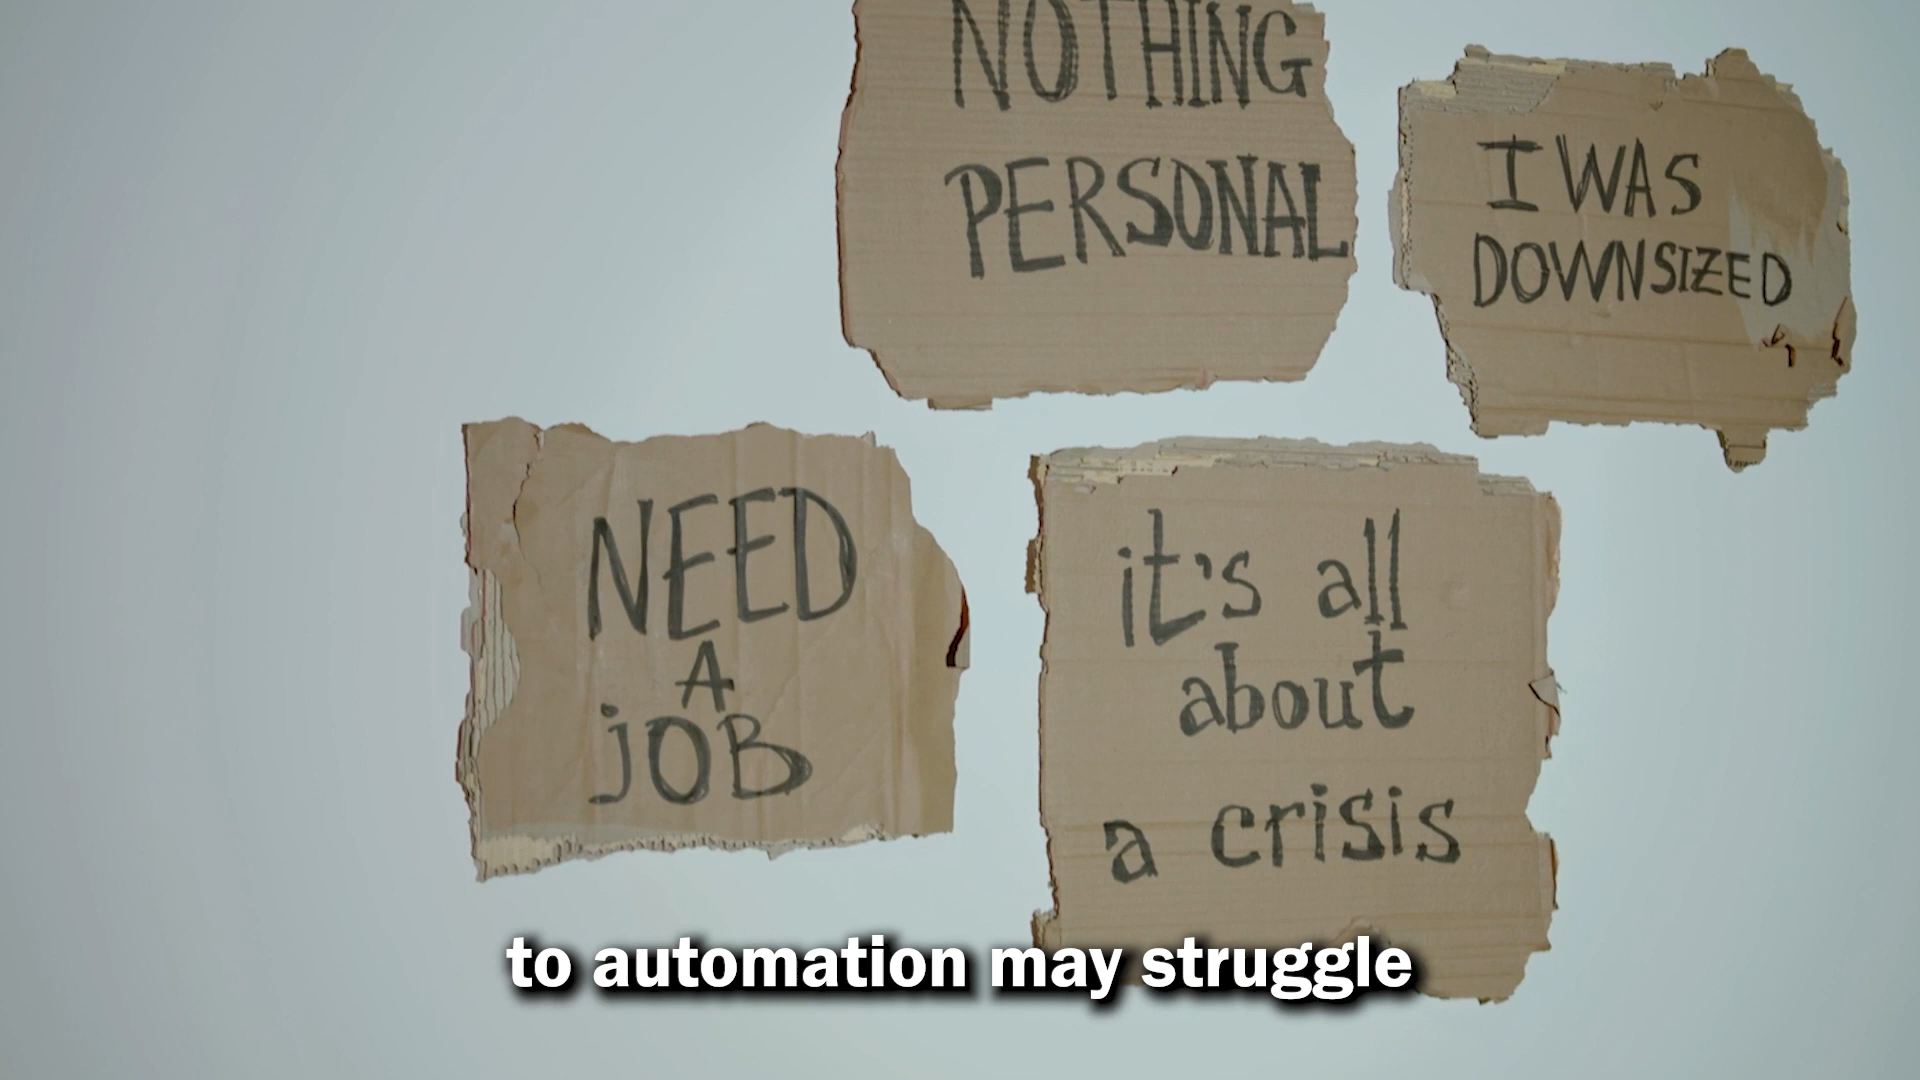 NOTHING
PERSONAL
I WAS
DOWNSIZED
NEED
A
jOB
it's all
about
a crisis
to automation may struggle